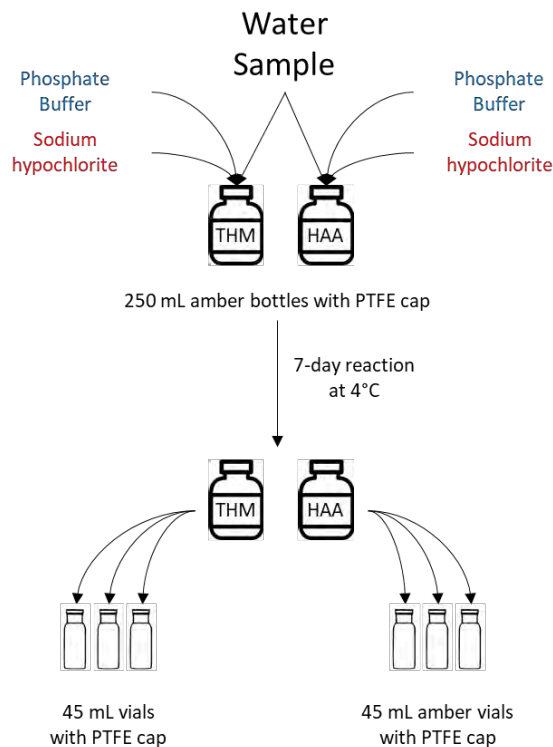 Water
Sample
Phosphate
Buffer
Phosphate
Buffer
Sodium
hypochlorite
Sodium
hypochlorite
THM
HAA
250 mL amber bottles with PTFE cap
7-day reaction
at 4°C
THM
HAA
45 mL vials
with PTFE cap
45 mL amber vials
with PTFE cap